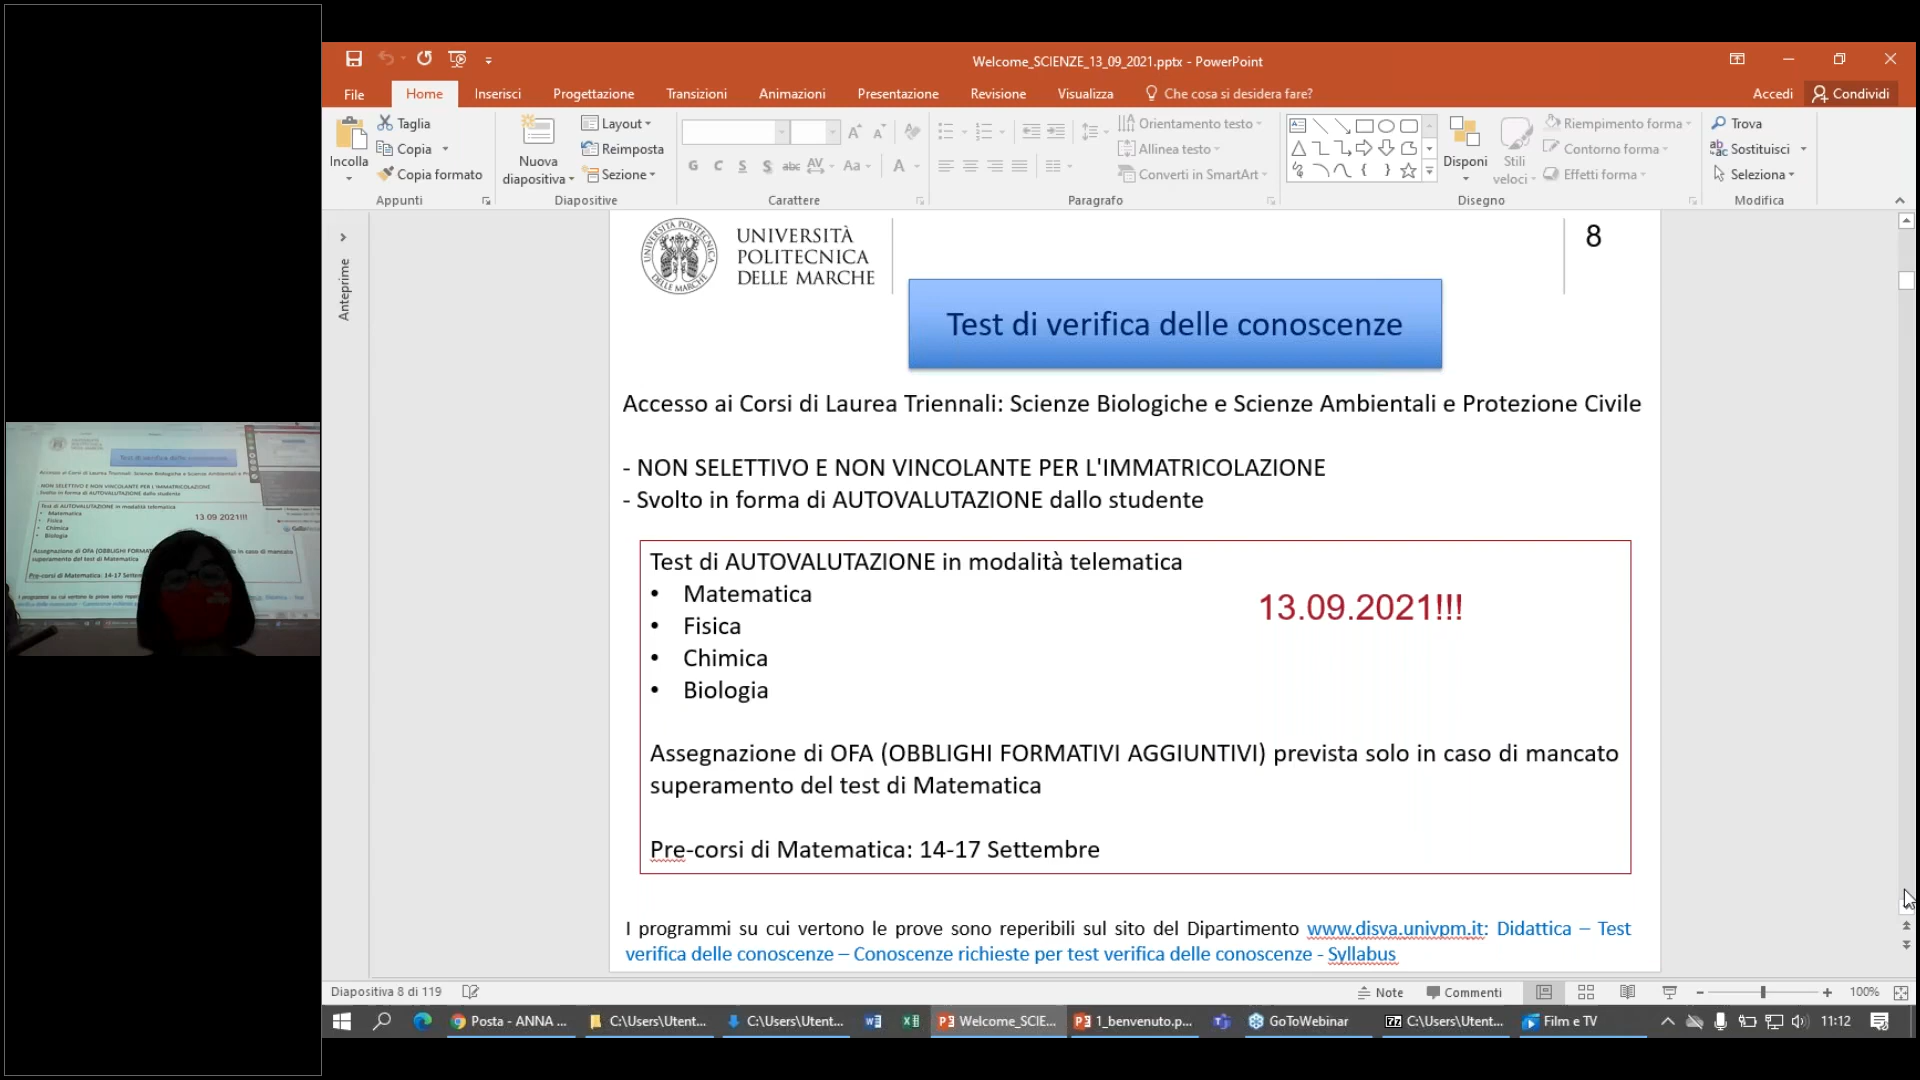 Welcome_SCIENZE_13_09_2021.pptx - PowerPoint
File Home Inserisci Progettazione Transizioni Animazioni Presentazione Revisione Visualizza Che cosa si desidera fare? Accedi Condividi
Incolla
Taglia
Copia
Copia formato
Appunti
Nuova diapositiva
Layout
Reimposta
Sezione
Diapositive
G C S S abc AV Aa A
Carattere
Orientamento testo
Allinea testo
Converti in SmartArt
Paragrafo
Disponi
Stili veloci
Riempimento forma
Contorno forma
Effetti forma
Disegno
Trova
Sostituisci
Seleziona
Modifica
Anteprime
UNIVERSITÀ
POLITECNICA
DELLE MARCHE
8
Test di verifica delle conoscenze
Accesso ai Corsi di Laurea Triennali: Scienze Biologiche e Scienze Ambientali e Protezione Civile
- NON SELETTIVO E NON VINCOLANTE PER L'IMMATRICOLAZIONE
- Svolto in forma di AUTOVALUTAZIONE dallo studente
Test di AUTOVALUTAZIONE in modalità telematica
• Matematica
13.09.2021!!!
• Fisica
• Chimica
• Biologia
Assegnazione di OFA (OBBLIGHI FORMATIVI AGGIUNTIVI) prevista solo in caso di mancato
superamento del test di Matematica
Pre-corsi di Matematica: 14-17 Settembre
I programmi su cui vertono le prove sono reperibili sul sito del Dipartimento www.disva.univpm.it: Didattica – Test
verifica delle conoscenze – Conoscenze richieste per test verifica delle conoscenze - Syllabus
Diapositiva 8 di 119 Note Commenti 100%
Posta - ANNA ... C:\Users\Utent... C:\Users\Utent... Welcome_SCIE... 1_benvenuto.p... GoToWebinar C:\Users\Utent... Film e TV 11:12